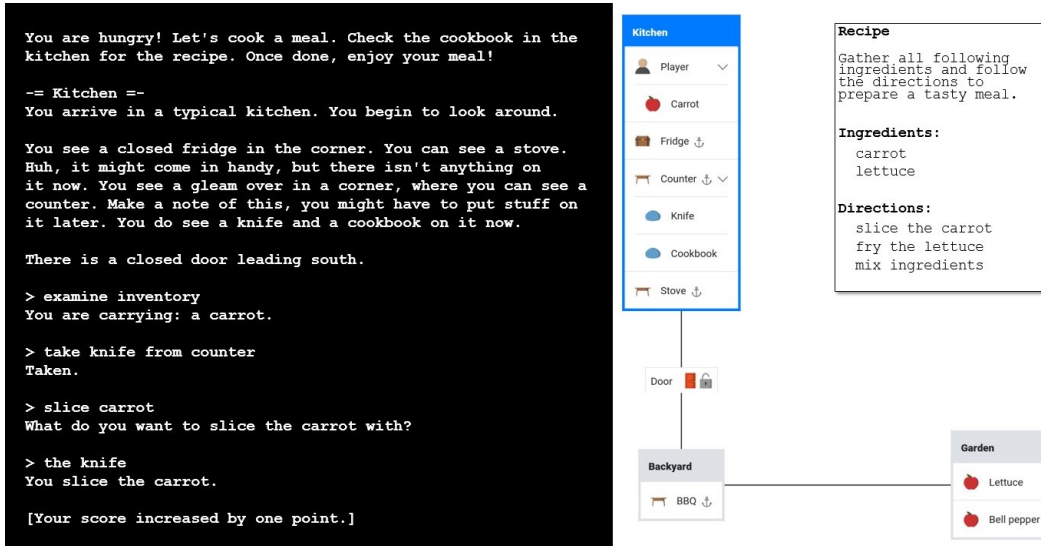 You are hungry! Let's cook a meal. Check the cookbook in the
kitchen for the recipe. Once done, enjoy your meal!
-= Kitchen =-
You arrive in a typical kitchen. You begin to look around.
You see a closed fridge in the corner. You can see a stove.
Huh, it might come in handy, but there isn't anything on
it now. You see a gleam over in a corner, where you can see a
counter. Make a note of this, you might have to put stuff on
it later. You do see a knife and a cookbook on it now.
There is a closed door leading south.
> examine inventory
You are carrying: a carrot.
> take knife from counter
Taken.
> slice carrot
What do you want to slice the carrot with?
> the knife
You slice the carrot.
[Your score increased by one point.]
Kitchen
Player
Carrot
Fridge
Counter
Knife
Cookbook
Stove
Door
Backyard
BBQ
Garden
Lettuce
Bell pepper
Recipe
Gather all following
ingredients and follow
the directions to
prepare a tasty meal.
Ingredients:
carrot
lettuce
Directions:
slice the carrot
fry the lettuce
mix ingredients